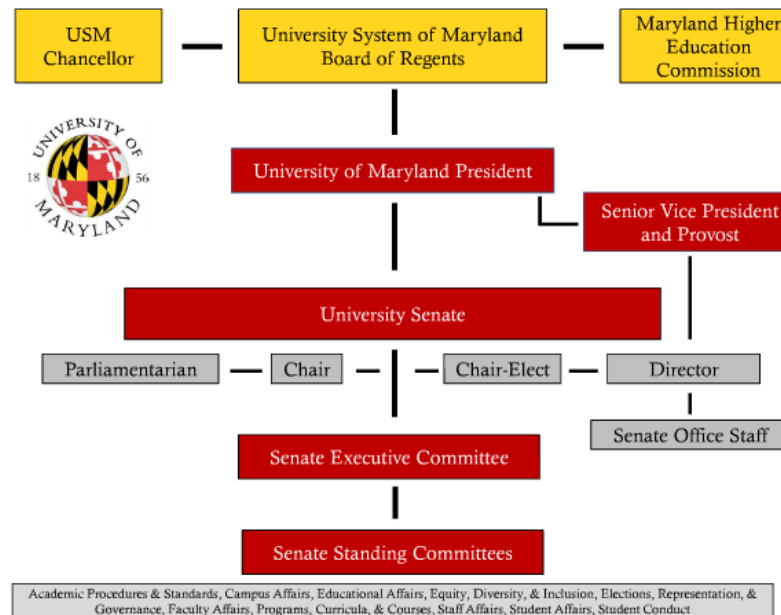 USM
Chancellor
University System of Maryland
Board of Regents
Maryland Higher
Education
Commission
UNIVERSITY OF
18 56
MARYLAND
University of Maryland President
Senior Vice President
and Provost
University Senate
Parliamentarian
Chair
Chair-Elect
Director
Senate Office Staff
Senate Executive Committee
Senate Standing Committees
Academic Procedures & Standards, Campus Affairs, Educational Affairs, Equity, Diversity, & Inclusion, Elections, Representation, &
Governance, Faculty Affairs, Programs, Curricula, & Courses, Staff Affairs, Student Affairs, Student Conduct